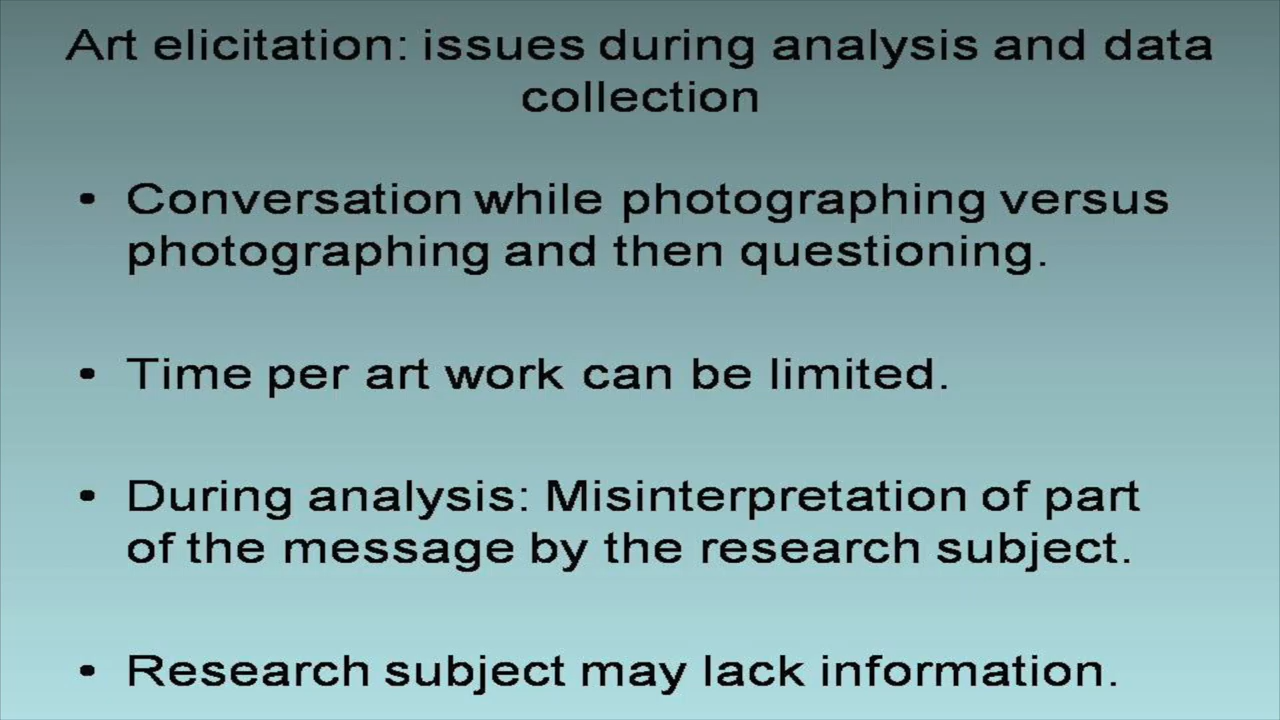 Art elicitation: issues during analysis and data
collection
• Conversation while photographing versus
photographing and then questioning.
• Time per art work can be limited.
• During analysis: Misinterpretation of part
of the message by the research subject.
• Research subject may lack information.